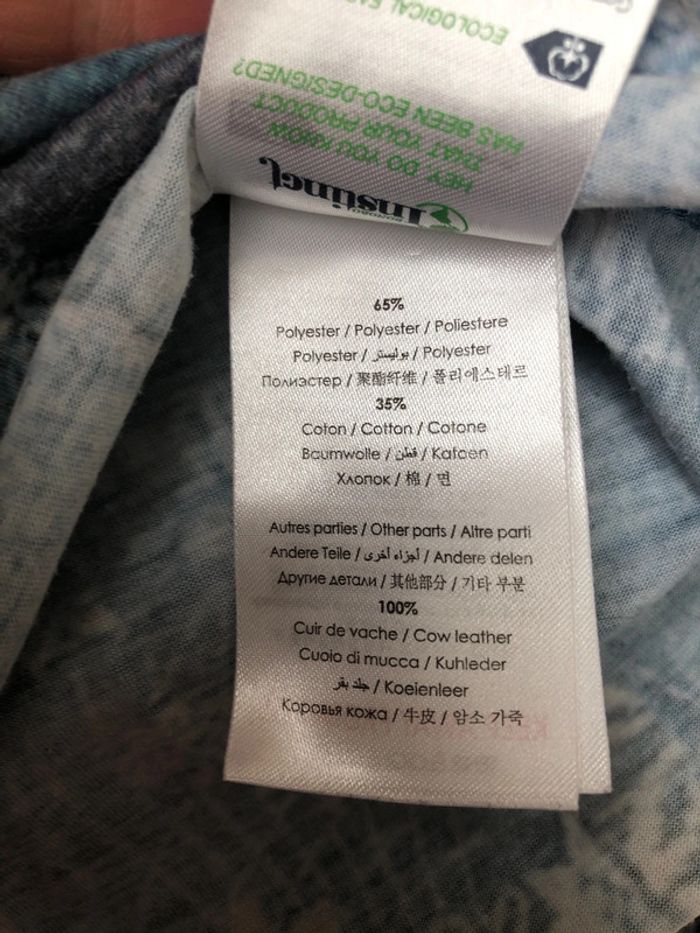 ECOLOGICAL
HEY DO YOU KNOW
THAT YOUR PRODUCT
HAS BEEN ECO-DESIGNED?
Instinct
65%
Polyester / Polyester / Poliestere
Polyester / بوليستر / Polyester
Полиэстер / 聚酯纤维 / 폴리에스테르
35%
Coton / Cotton / Cotone
Baumwolle / قطن / Katoen
Хлопок / 棉 / 면
Autres parties / Other parts / Altre parti
Andere Teile / أجزاء أخرى / Andere delen
Другие детали / 其他部分 / 기타 부분
100%
Cuir de vache / Cow leather
Cuoio di mucca / Kuhleder
جلد بقر / Koeienleer
Коровья кожа / 牛皮 / 암소 가죽